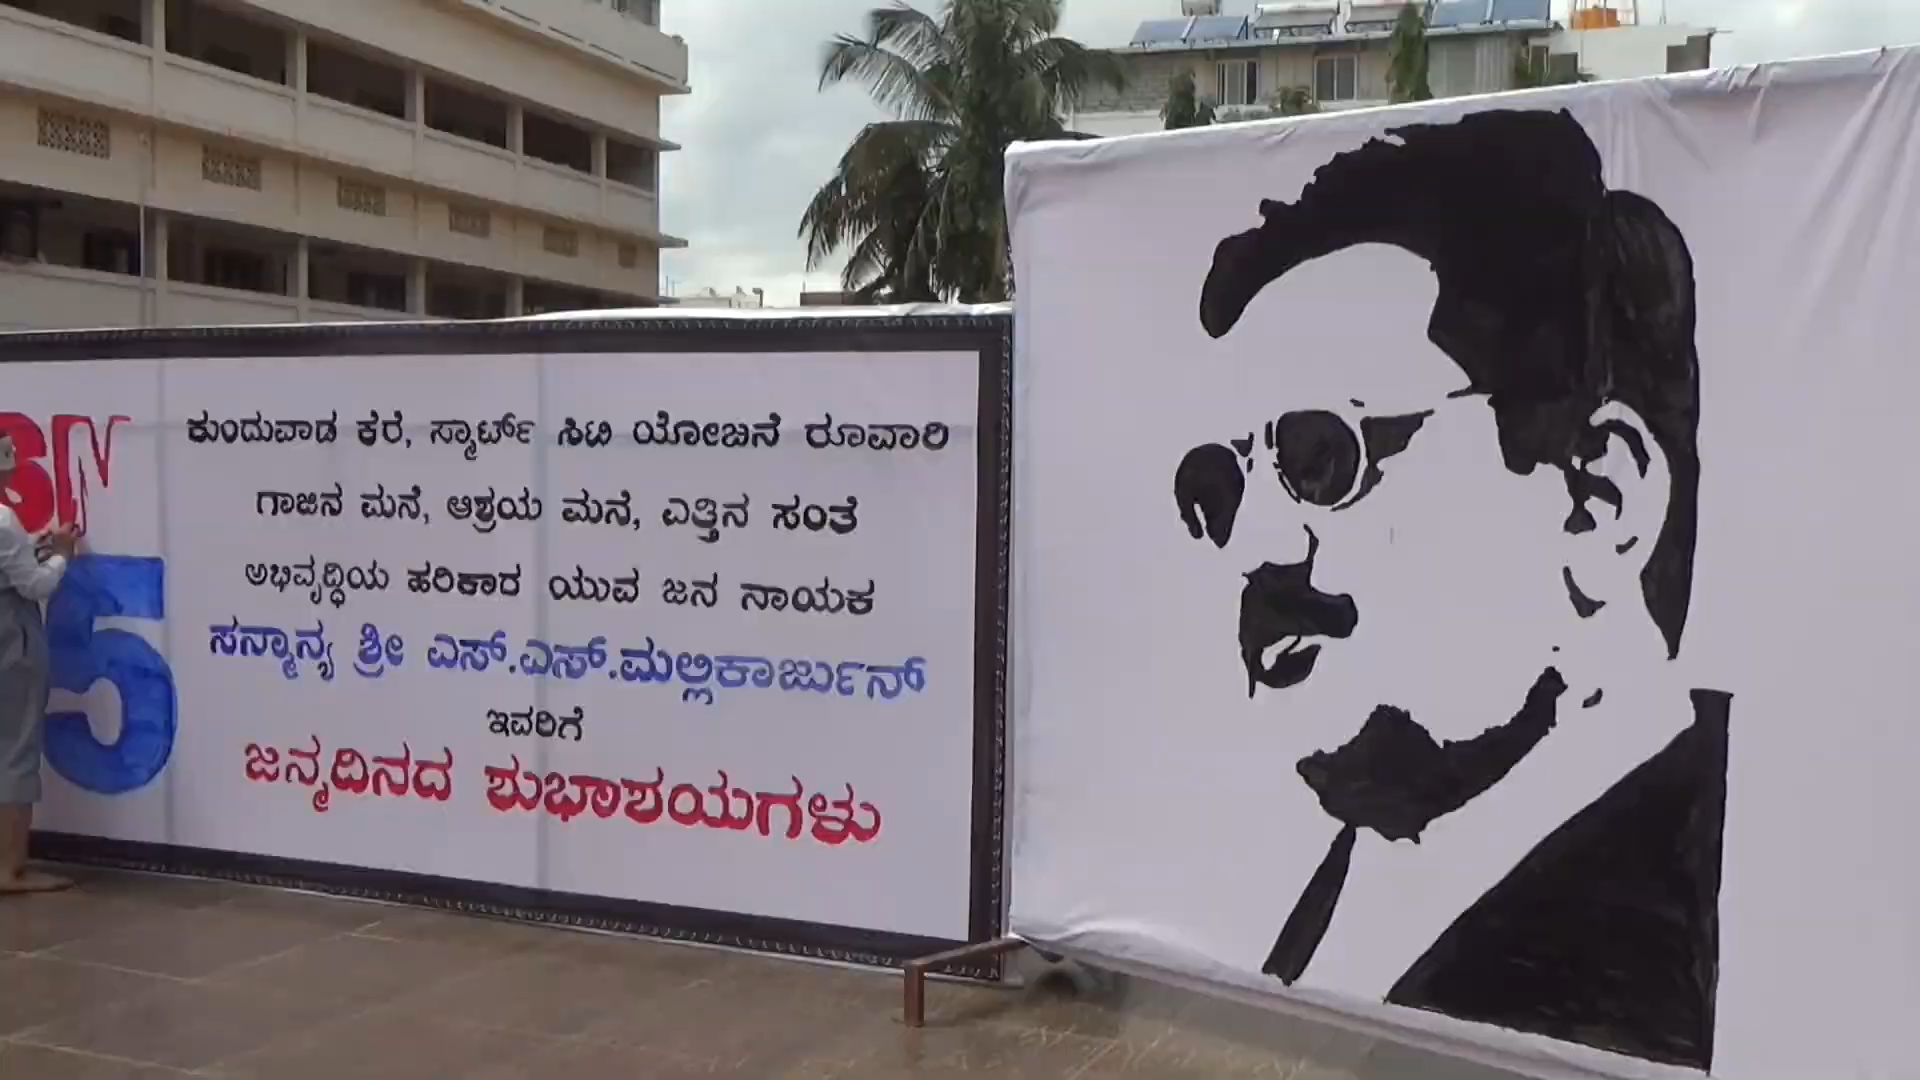 ಕುಂದುವಾಡ ಕೆರೆ, ಸ್ಮಾರ್ಟ್ ಸಿಟಿ ಯೋಜನೆ ರೂವಾರಿ
ಗಾಜಿನ ಮನೆ, ಆಶ್ರಯ ಮನೆ, ಎತ್ತಿನ ಸಂತೆ
ಅಭಿವೃದ್ಧಿಯ ಹರಿಕಾರ ಯುವ ಜನ ನಾಯಕ
ಸನ್ಮಾನ್ಯ ಶ್ರೀ ಎಸ್.ಎಸ್.ಮಲ್ಲಿಕಾರ್ಜುನ್
ಇವರಿಗೆ
ಜನ್ಮದಿನದ ಶುಭಾಶಯಗಳು
5